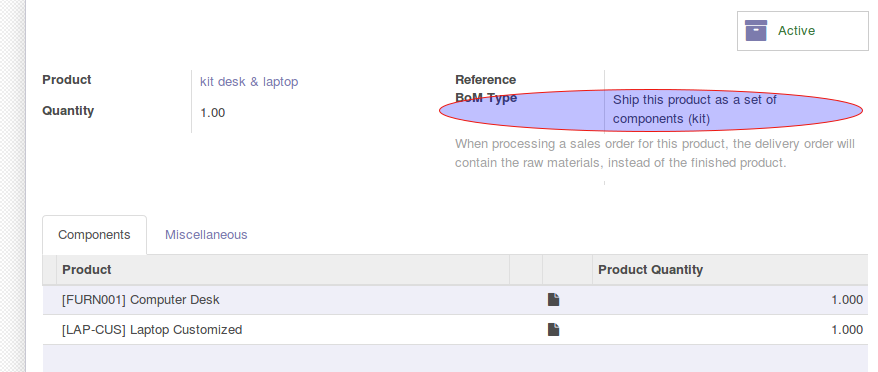 Active
Product kit desk & laptop
Quantity 1.00
Reference
BoM Type Ship this product as a set of
components (kit)
When processing a sales order for this product, the delivery order will
contain the raw materials, instead of the finished product.
Components Miscellaneous
Product Product Quantity
[FURN001] Computer Desk 1.000
[LAP-CUS] Laptop Customized 1.000